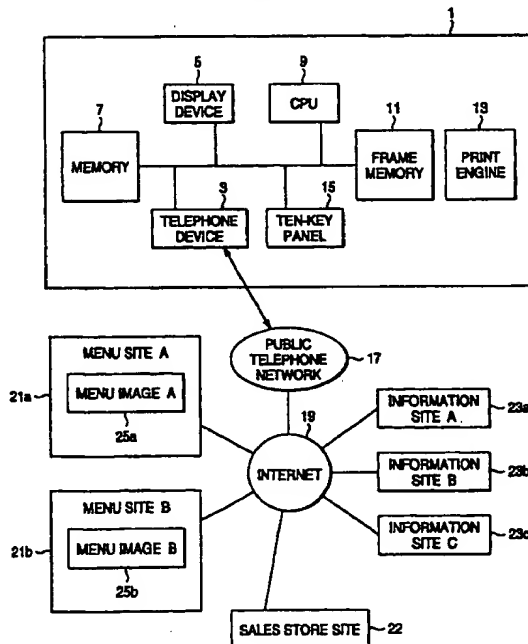 1
5
DISPLAY
DEVICE
9
CPU
7
MEMORY
11
FRAME
MEMORY
13
PRINT
ENGINE
3
TELEPHONE
DEVICE
15
TEN-KEY
PANEL
PUBLIC
TELEPHONE
NETWORK
17
MENU SITE A
MENU IMAGE A
21a
25a
19
INTERNET
INFORMATION
SITE A
23a
INFORMATION
SITE B
23b
INFORMATION
SITE C
23c
MENU SITE B
MENU IMAGE B
21b
25b
SALES STORE SITE
22